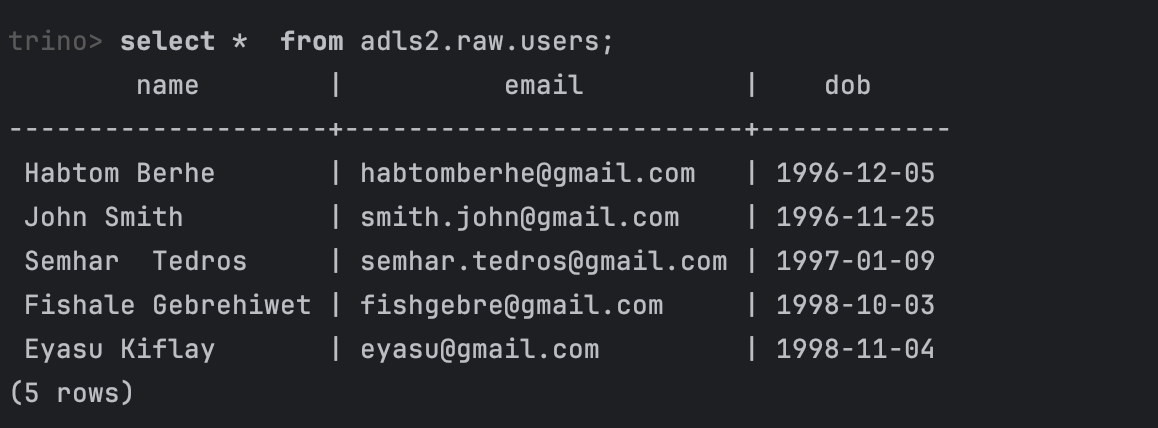 trino> select *  from adls2.raw.users;
        name        |          email          |    dob
--------------------+-------------------------+------------
 Habtom Berhe       | habtomberhe@gmail.com   | 1996-12-05
 John Smith         | smith.john@gmail.com    | 1996-11-25
 Semhar  Tedros     | semhar.tedros@gmail.com | 1997-01-09
 Fishale Gebrehiwet | fishgebre@gmail.com     | 1998-10-03
 Eyasu Kiflay       | eyasu@gmail.com         | 1998-11-04
(5 rows)